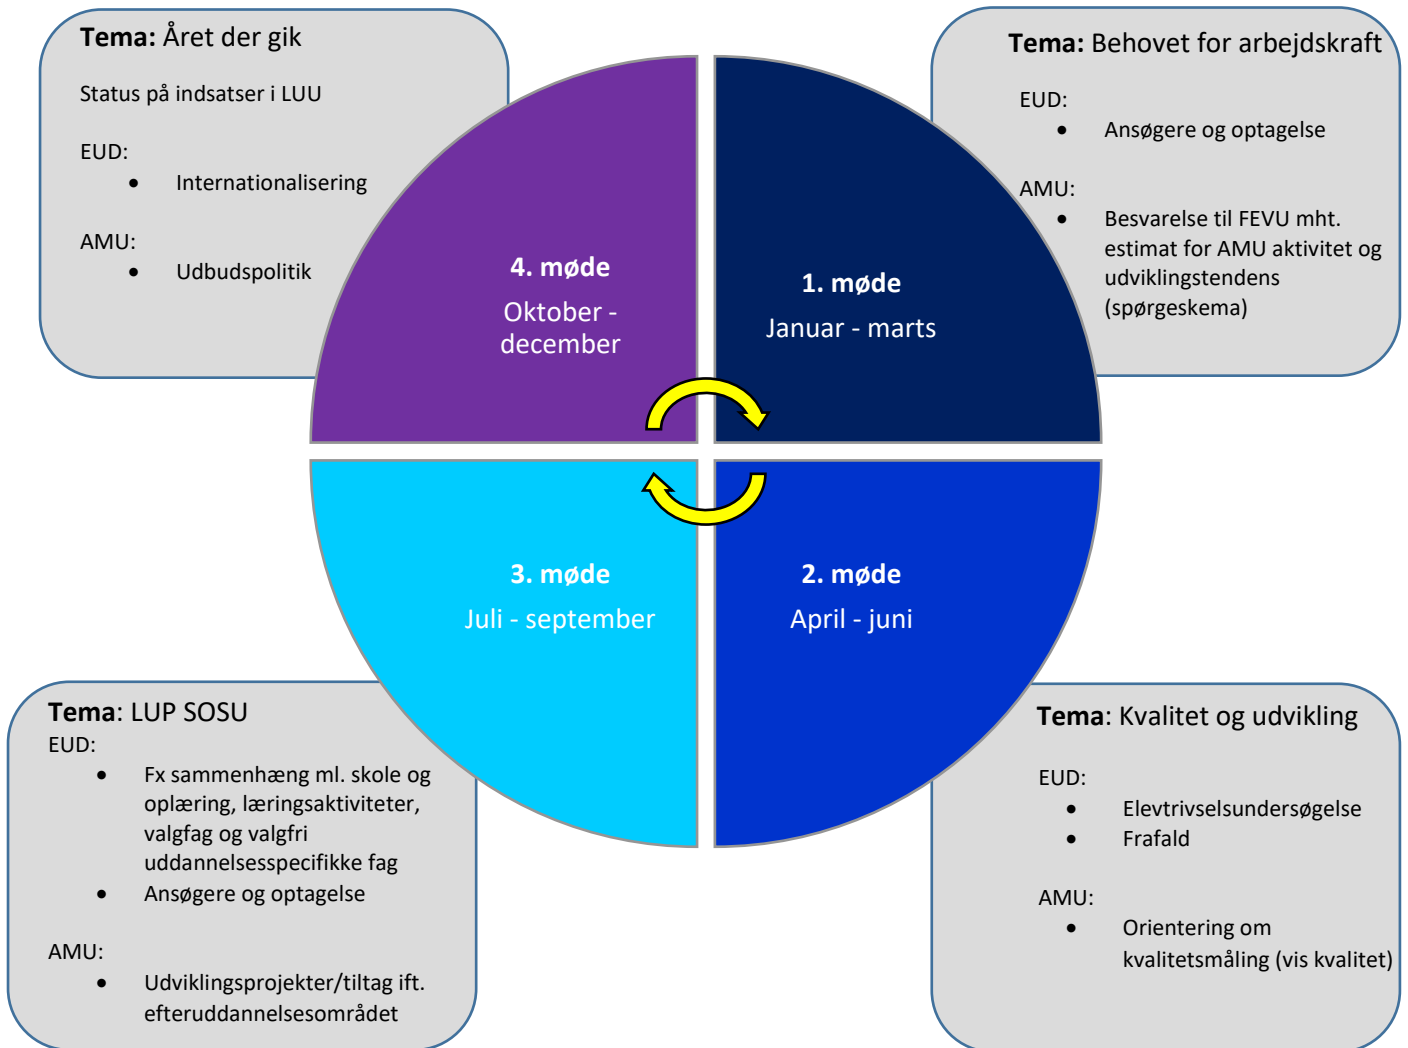 Tema: Året der gik
Status på indsatser i LUU
EUD:
• Internationalisering
AMU:
• Udbudspolitik
Tema: Behovet for arbejdskraft
EUD:
• Ansøgere og optagelse
AMU:
• Besvarelse til FEVU mht.
estimat for AMU aktivitet og
udviklingstendens
(spørgeskema)
4. møde
Oktober -
december
1. møde
Januar - marts
3. møde
Juli - september
2. møde
April - juni
Tema: LUP SOSU
EUD:
• Fx sammenhæng ml. skole og
oplæring, læringsaktiviteter,
valgfag og valgfri
uddannelsesspecifikke fag
• Ansøgere og optagelse
AMU:
• Udviklingsprojekter/tiltag ift.
efteruddannelsesområdet
Tema: Kvalitet og udvikling
EUD:
• Elevtrivselsundersøgelse
• Frafald
AMU:
• Orientering om
kvalitetsmåling (vis kvalitet)